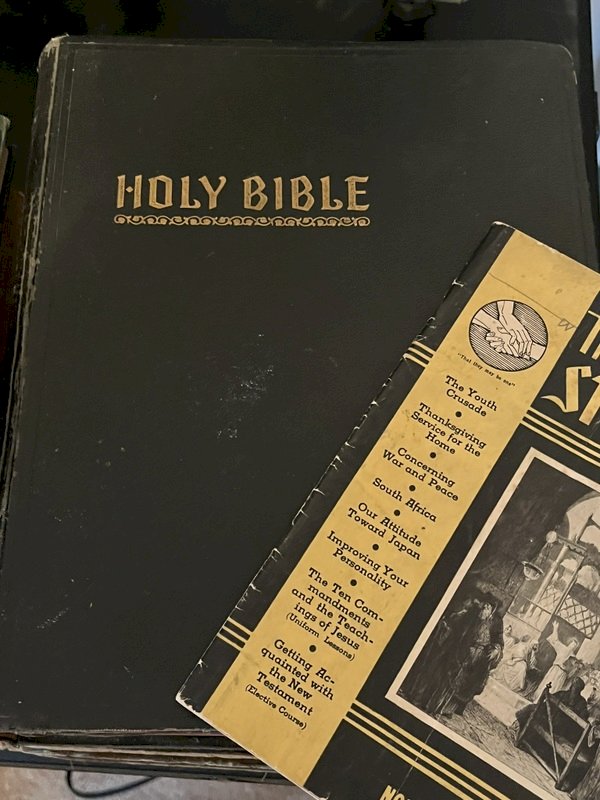 HOLY BIBLE
"That they may be one"
The Youth
Crusade
Thanksgiving
Service for the
Home
Concerning
War and Peace
South Africa
Our Attitude
Toward Japan
Improving Your
Personality
The Ten Com-
mandments
and the Teach-
ings of Jesus
(Uniform Lessons)
Getting Ac-
quainted with
the New
Testament
(Elective Course)